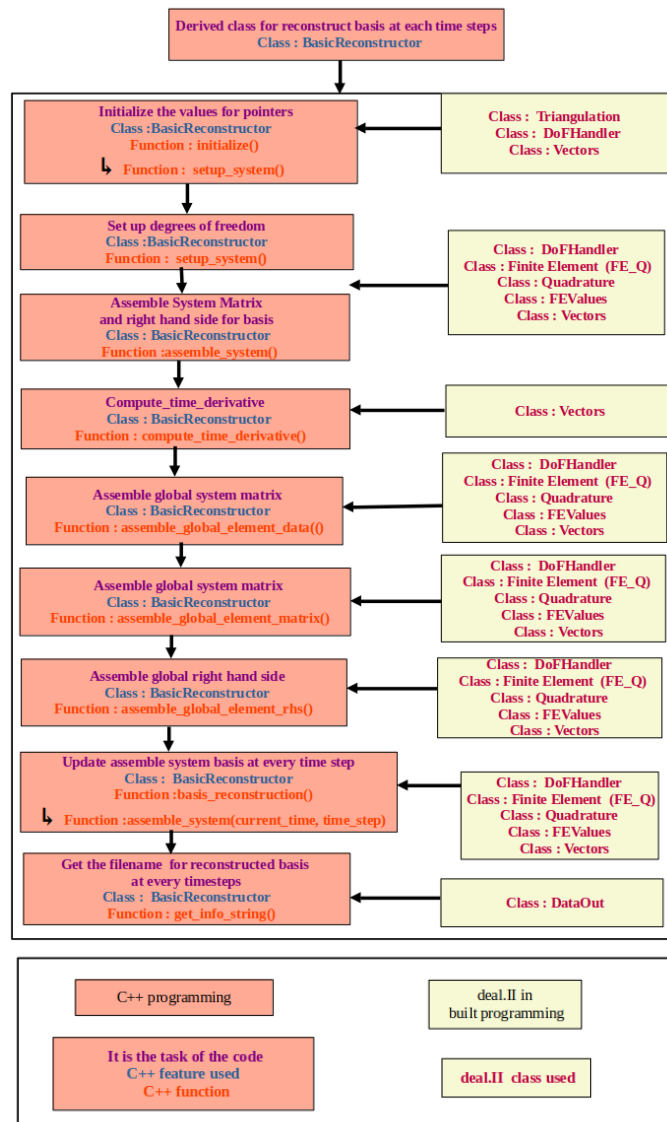 Derived class for reconstruct basis at each time steps
Class : BasicReconstructor
Initialize the values for pointers
Class :BasicReconstructor
Function : initialize()
↳ Function : setup_system()
Class : Triangulation
Class : DoFHandler
Class : Vectors
Set up degrees of freedom
Class :BasicReconstructor
Function : setup_system()
Class : DoFHandler
Class : Finite Element (FE_Q)
Class : Quadrature
Class : FEValues
Class : Vectors
Assemble System Matrix
and right hand side for basis
Class : BasicReconstructor
Function :assemble_system()
Compute_time_derivative
Class : BasicReconstructor
Function : compute_time_derivative()
Class : Vectors
Assemble global system matrix
Class : BasicReconstructor
Function : assemble_global_element_data(()
Class : DoFHandler
Class : Finite Element (FE_Q)
Class : Quadrature
Class : FEValues
Class : Vectors
Assemble global system matrix
Class : BasicReconstructor
Function : assemble_global_element_matrix()
Class : DoFHandler
Class : Finite Element (FE_Q)
Class : Quadrature
Class : FEValues
Class : Vectors
Assemble global right hand side
Class : BasicReconstructor
Function : assemble_global_element_rhs()
Class : DoFHandler
Class : Finite Element (FE_Q)
Class : Quadrature
Class : FEValues
Class : Vectors
Update assemble system basis at every time step
Class : BasicReconstructor
Function :basis_reconstruction()
↳ Function :assemble_system(current_time, time_step)
Class : DoFHandler
Class : Finite Element (FE_Q)
Class : Quadrature
Class : FEValues
Class : Vectors
Get the filename for reconstructed basis
at every timesteps
Class : BasicReconstructor
Function : get_info_string()
Class : DataOut
C++ programming
deal.II in
built programming
It is the task of the code
C++ feature used
C++ function
deal.II class used